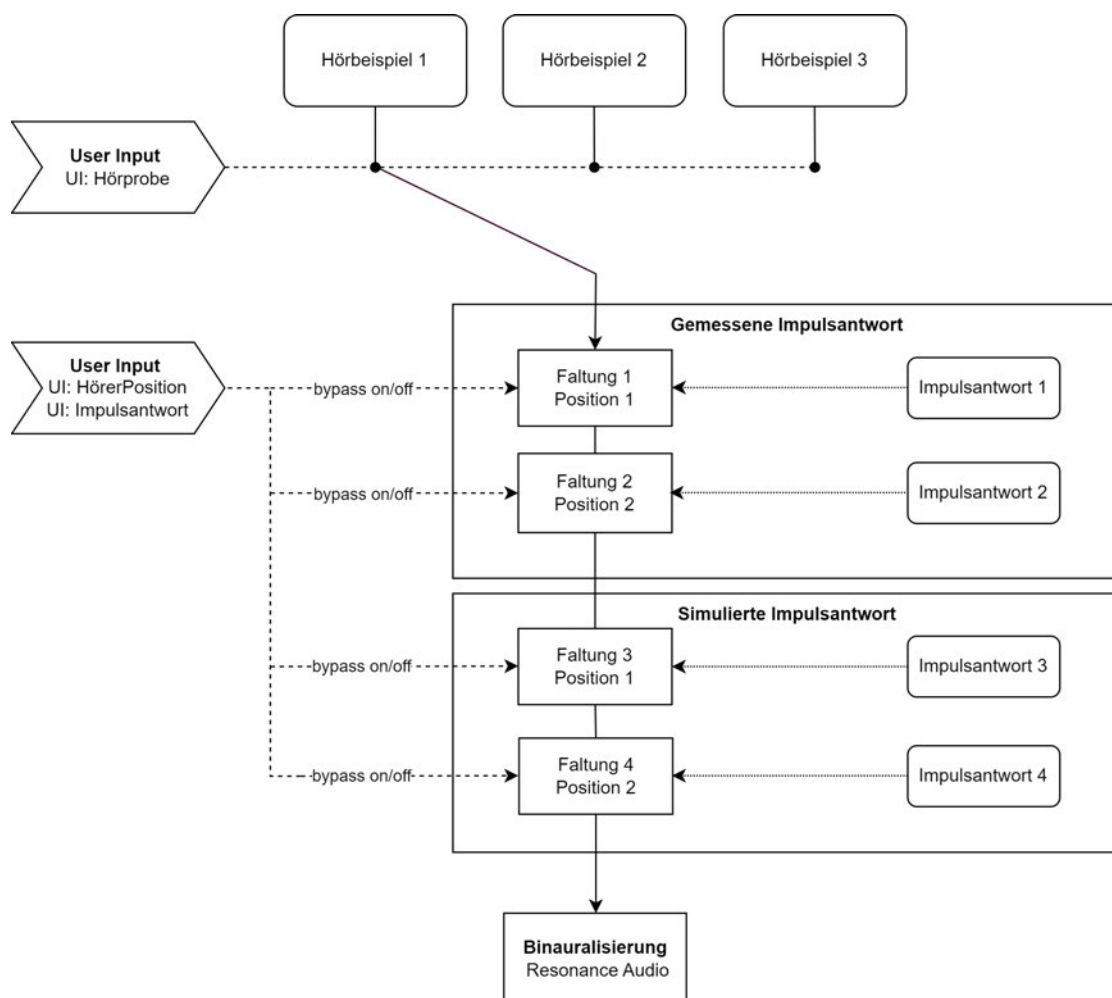 Hörbeispiel 1
Hörbeispiel 2
Hörbeispiel 3
User Input
UI: Hörprobe
Gemessene Impulsantwort
User Input
UI: HörerPosition
UI: Impulsantwort
bypass on/off
Faltung 1
Position 1
Impulsantwort 1
bypass on/off
Faltung 2
Position 2
Impulsantwort 2
Simulierte Impulsantwort
bypass on/off
Faltung 3
Position 1
Impulsantwort 3
bypass on/off
Faltung 4
Position 2
Impulsantwort 4
Binauralisierung
Resonance Audio